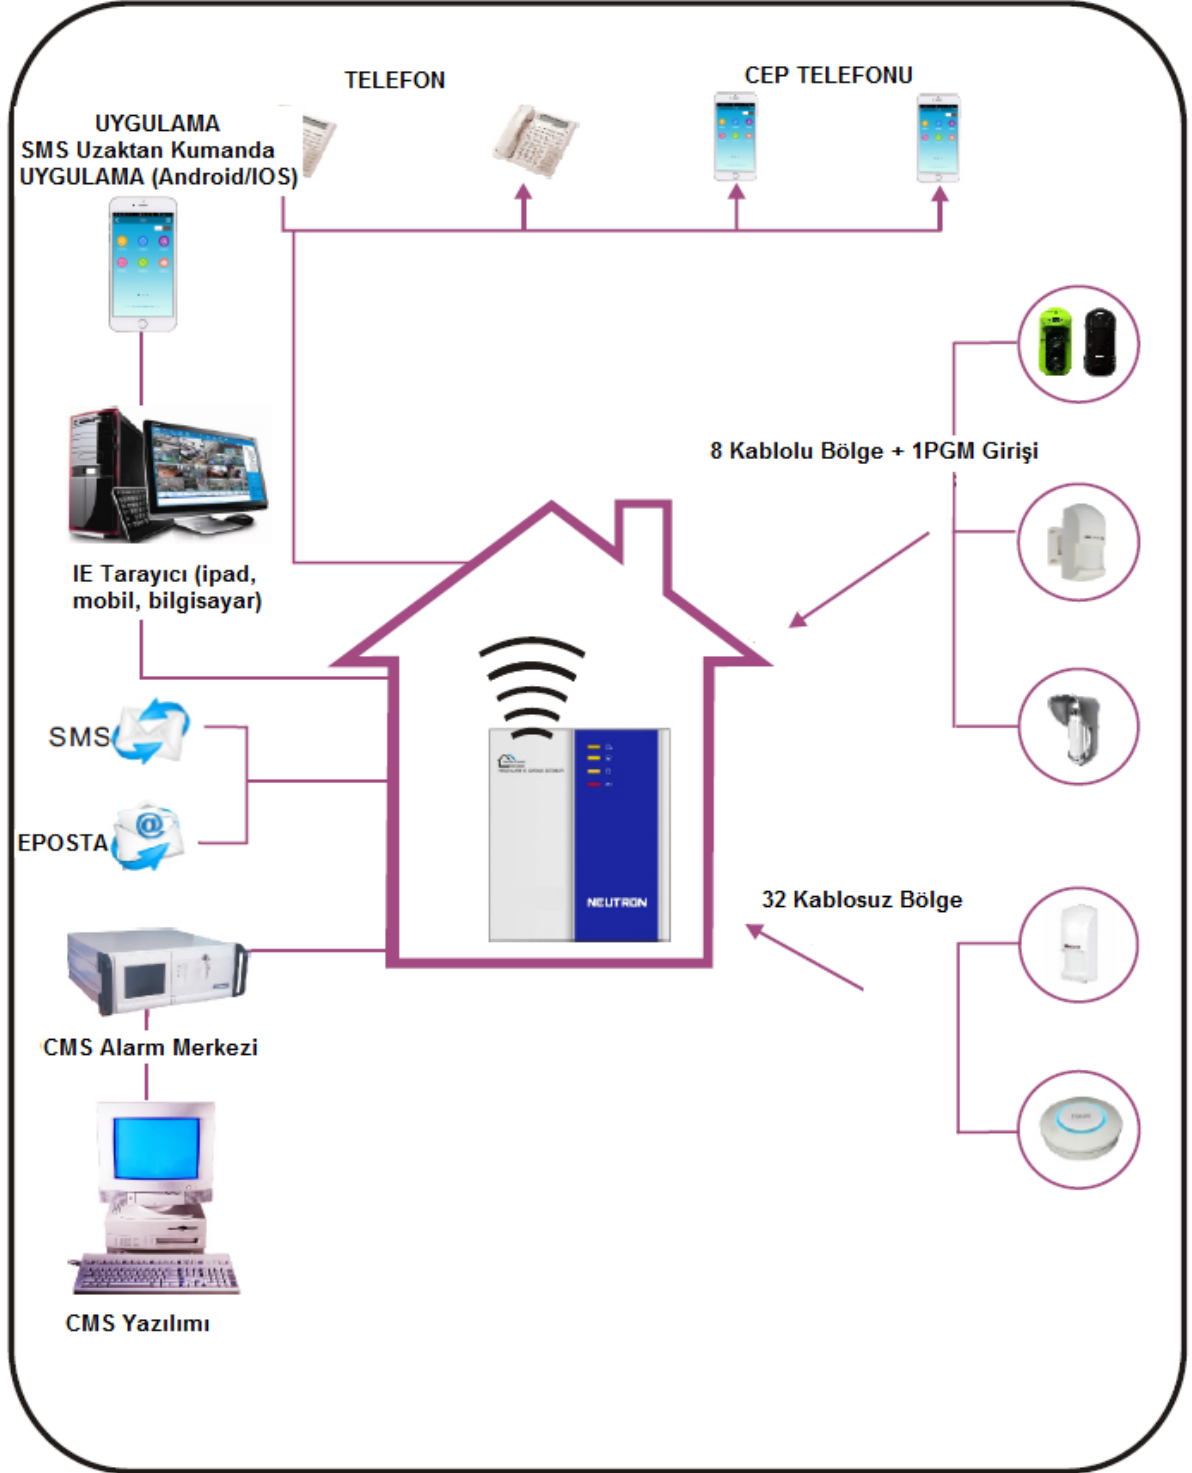 TELEFON
CEP TELEFONU
UYGULAMA
SMS Uzaktan Kumanda
UYGULAMA (Android/IOS)
8 Kablolu Bölge + 1PGM Girişi
IE Tarayıcı (ipad,
mobil, bilgisayar)
SMS
EPOSTA
NEUTRON
32 Kablosuz Bölge
CMS Alarm Merkezi
CMS Yazılımı